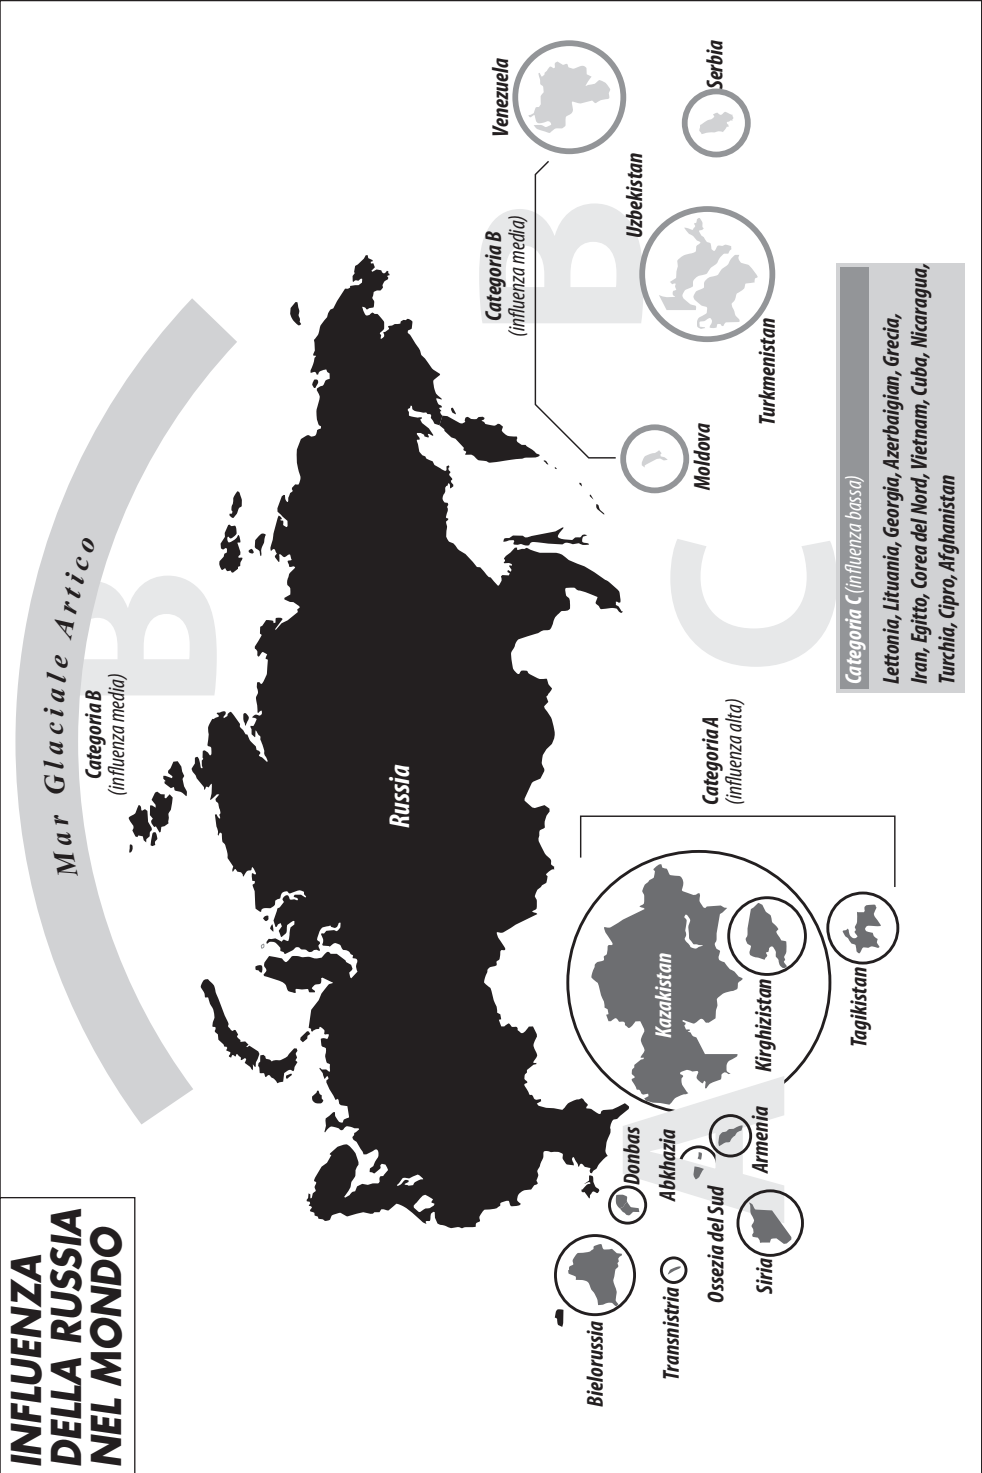 INFLUENZA
DELLA RUSSIA
NEL MONDO
Mar Glaciale Artico
Categoria B
(influenza media)
B
Russia
Categoria B
(influenza media)
B
Venezuela
Serbia
Uzbekistan
Turkmenistan
Moldova
Categoria A
(influenza alta)
A
Kazakistan
Kirghizistan
Tagikistan
Donbas
Abkhazia
Armenia
Ossezia del Sud
Siria
Bielorussia
Transnistria
C
Categoria C (influenza bassa)
Lettonia, Lituania, Georgia, Azerbaigian, Grecia,
Iran, Egitto, Corea del Nord, Vietnam, Cuba, Nicaragua,
Turchia, Cipro, Afghanistan